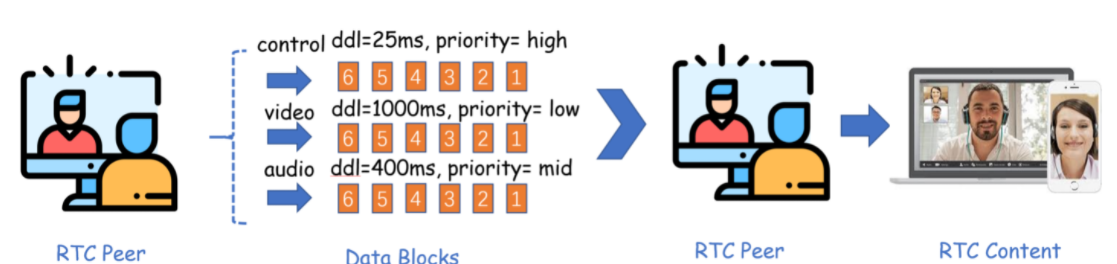 control ddl=25ms, priority= high
6 5 4 3 2 1
video ddl=1000ms, priority= low
6 5 4 3 2 1
audio ddl=400ms, priority= mid
6 5 4 3 2 1
RTC Peer
Data Blocks
RTC Peer
RTC Content